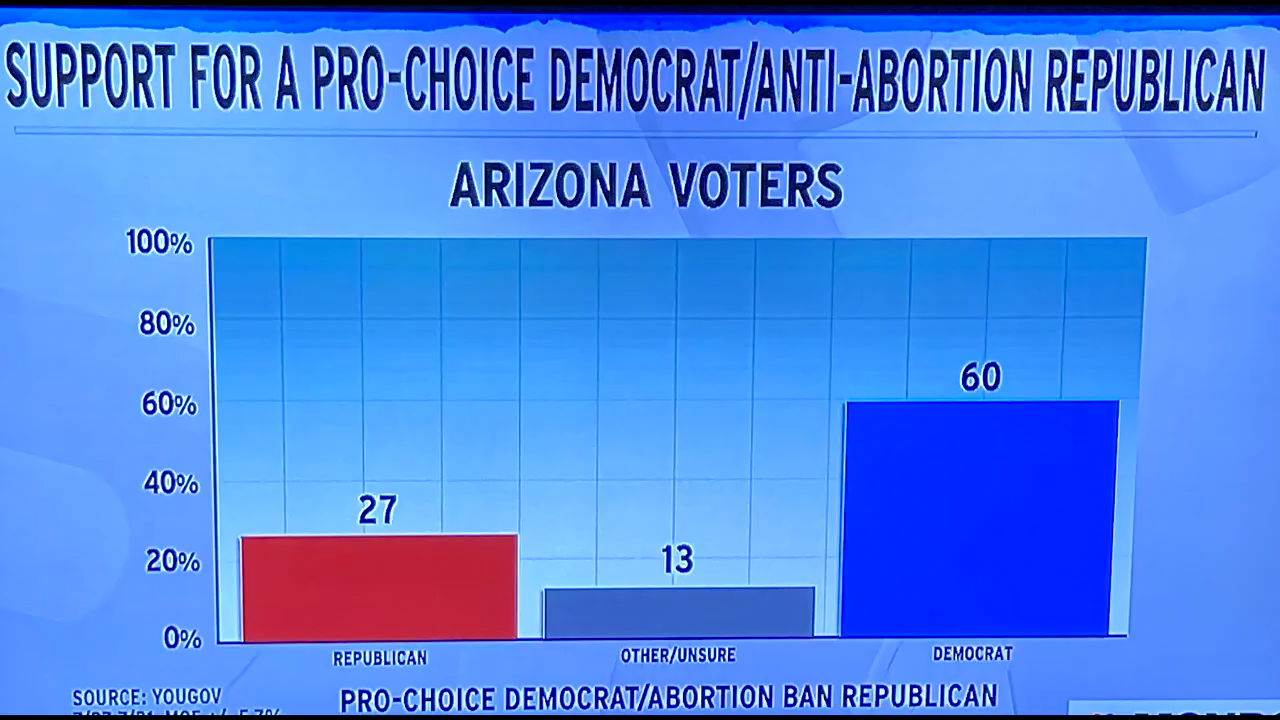 SUPPORT FOR A PRO-CHOICE DEMOCRAT/ANTI-ABORTION REPUBLICAN
ARIZONA VOTERS
100%
80%
60%
40%
20%
0%
27
13
60
REPUBLICAN
OTHER/UNSURE
DEMOCRAT
SOURCE: YOUGOV
PRO-CHOICE DEMOCRAT/ABORTION BAN REPUBLICAN